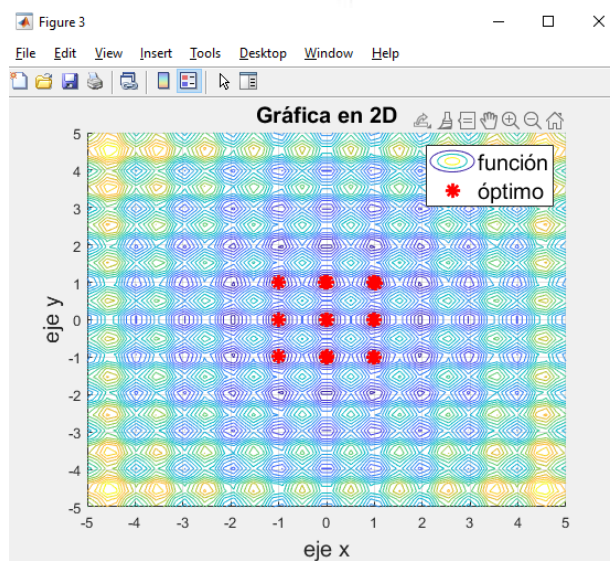 Figure 3
File Edit View Insert Tools Desktop Window Help
Gráfica en 2D
función
óptimo
5
4
3
2
1
0
-1
-2
-3
-4
-5
eje y
-5 -4 -3 -2 -1 0 1 2 3 4 5
eje x